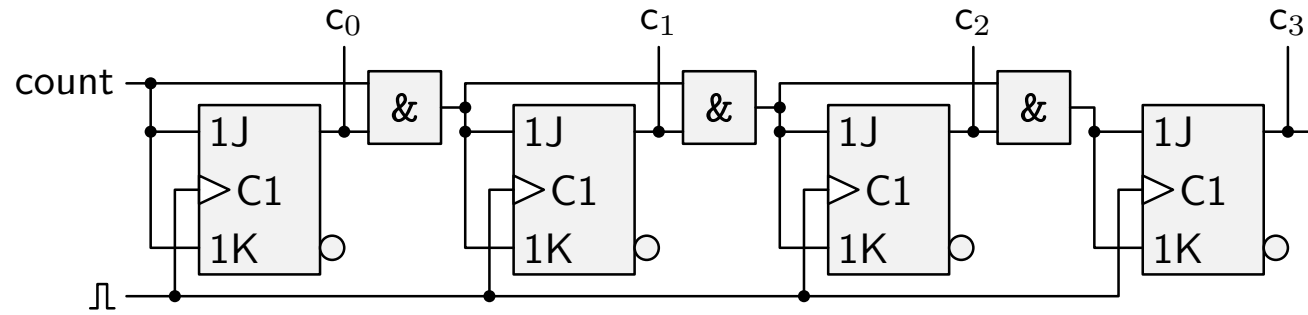 c₀ c₁ c₂ c₃
count
& & &
1J 1J 1J 1J
C1 C1 C1 C1
1K 1K 1K 1K